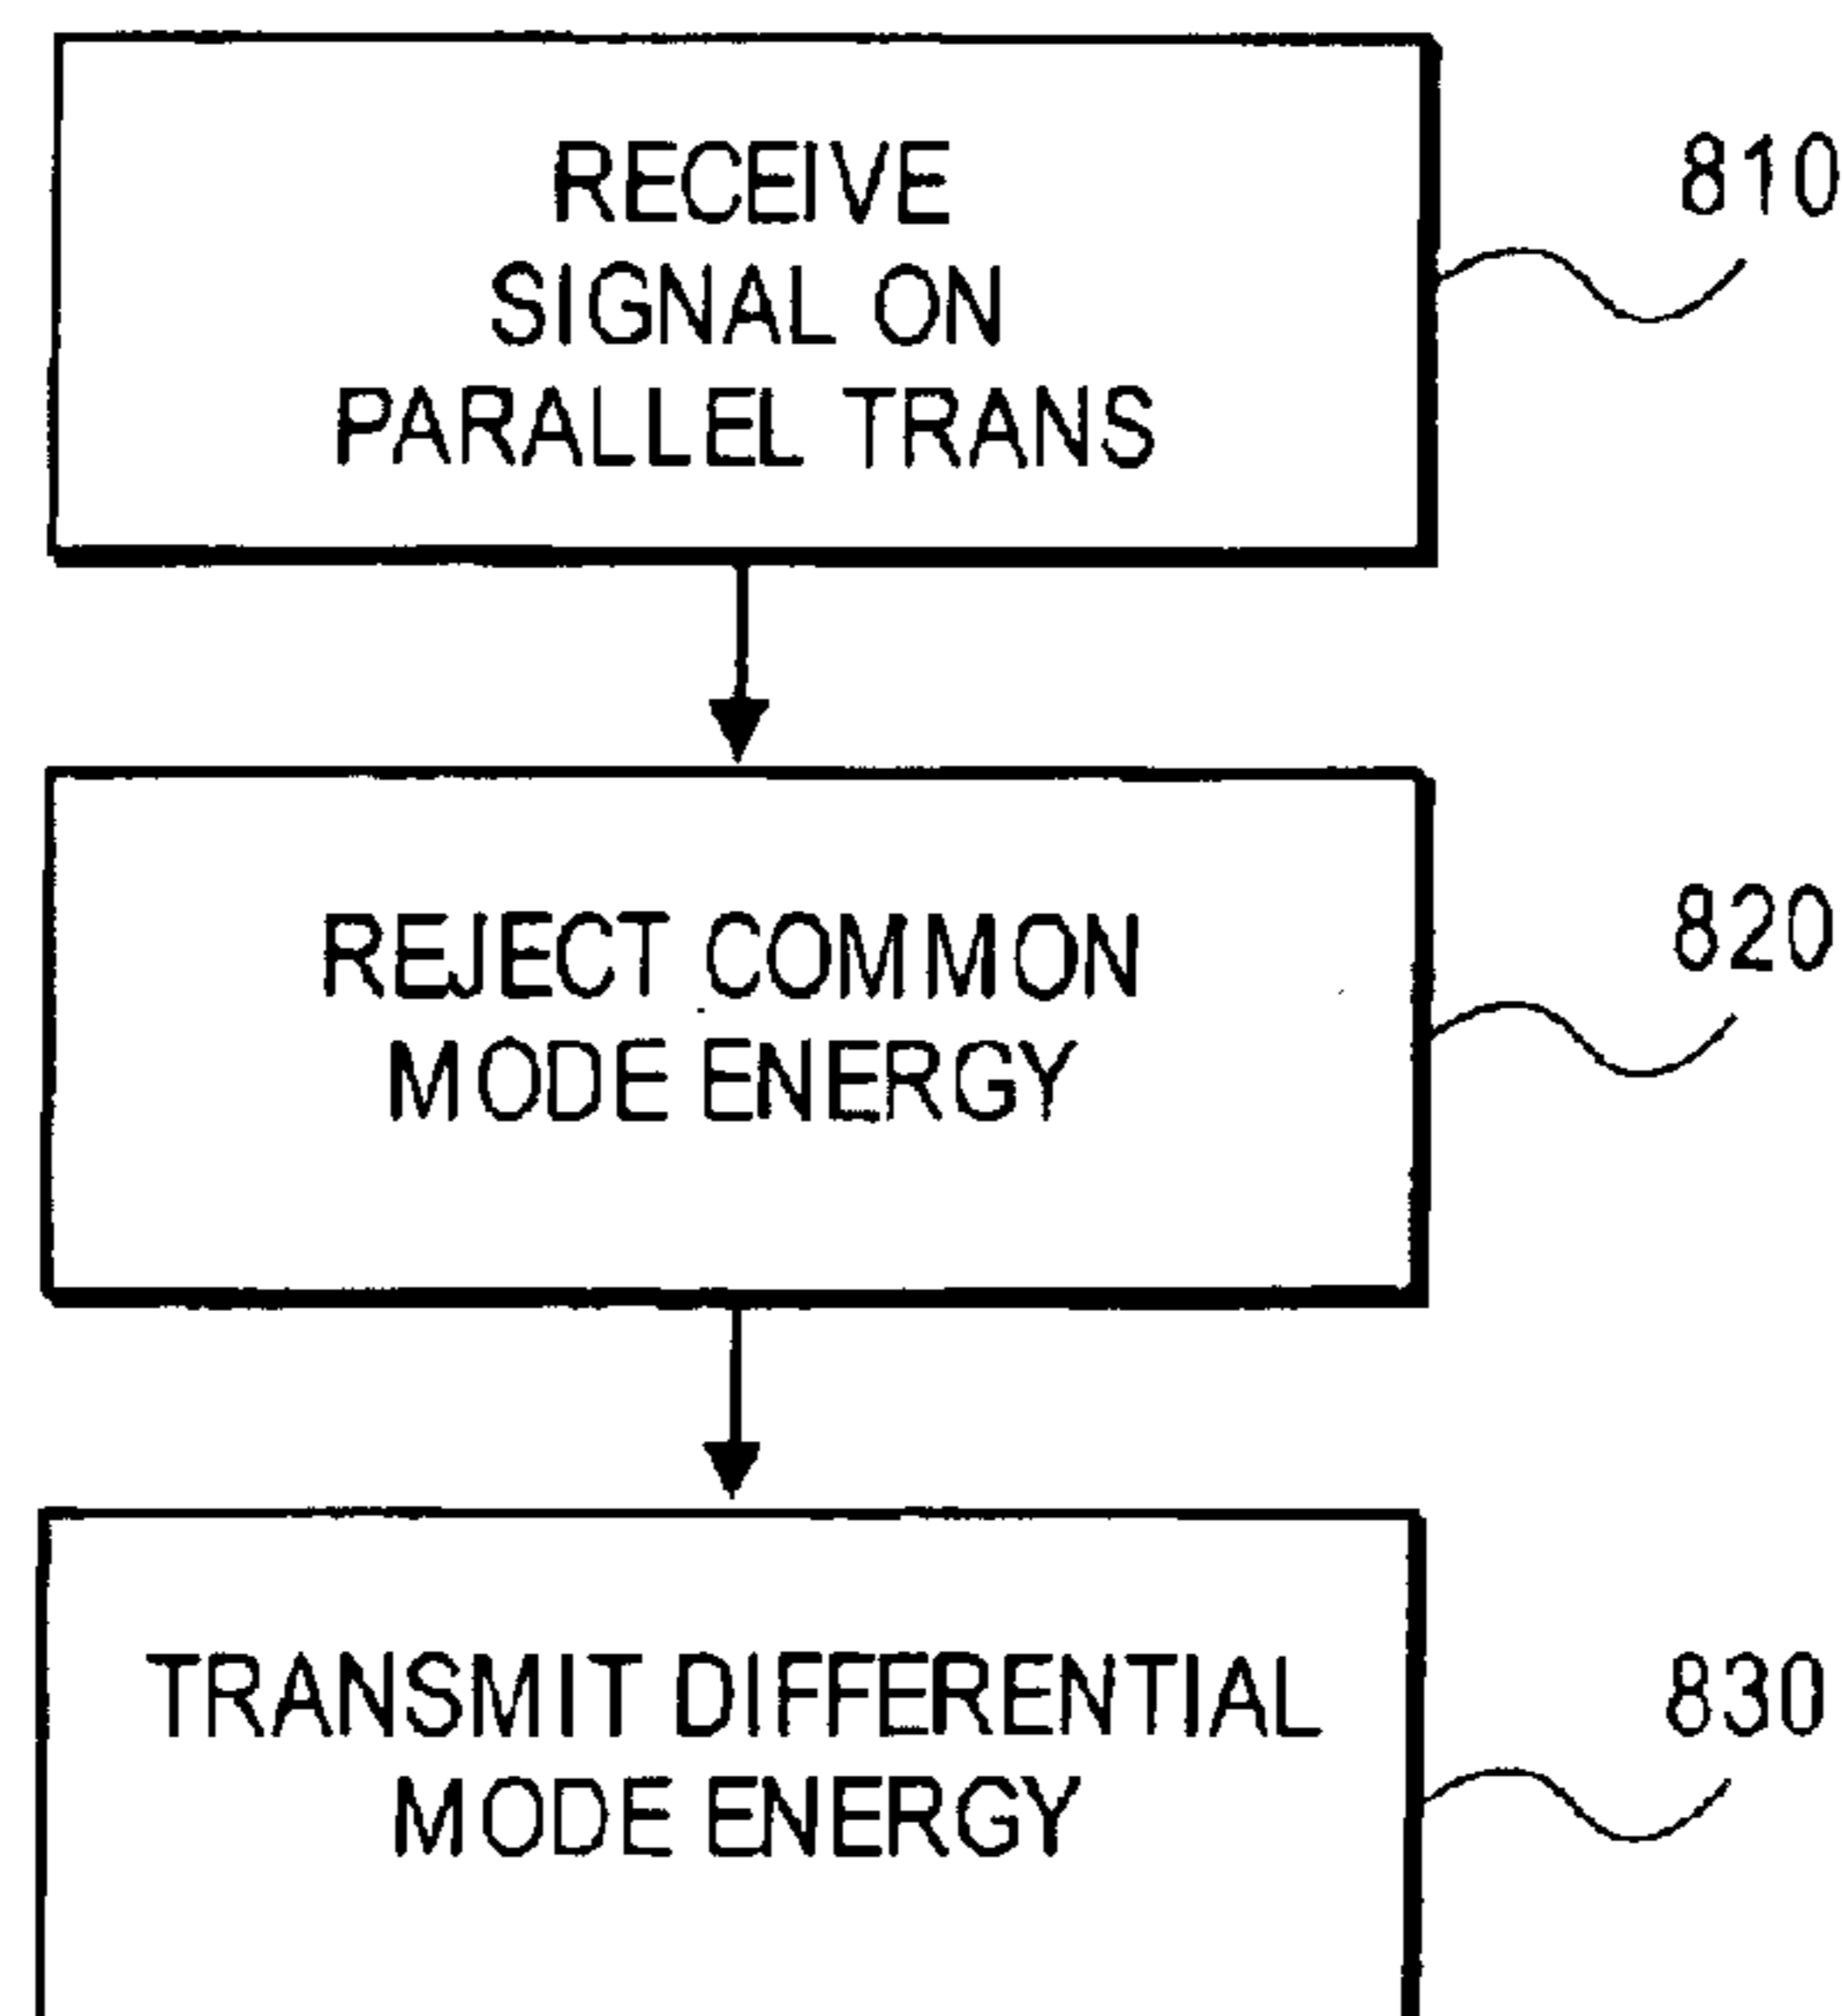 RECEIVE
SIGNAL ON
PARALLEL TRANS
810
REJECT COMMON
MODE ENERGY
820
TRANSMIT DIFFERENTIAL
MODE ENERGY
830